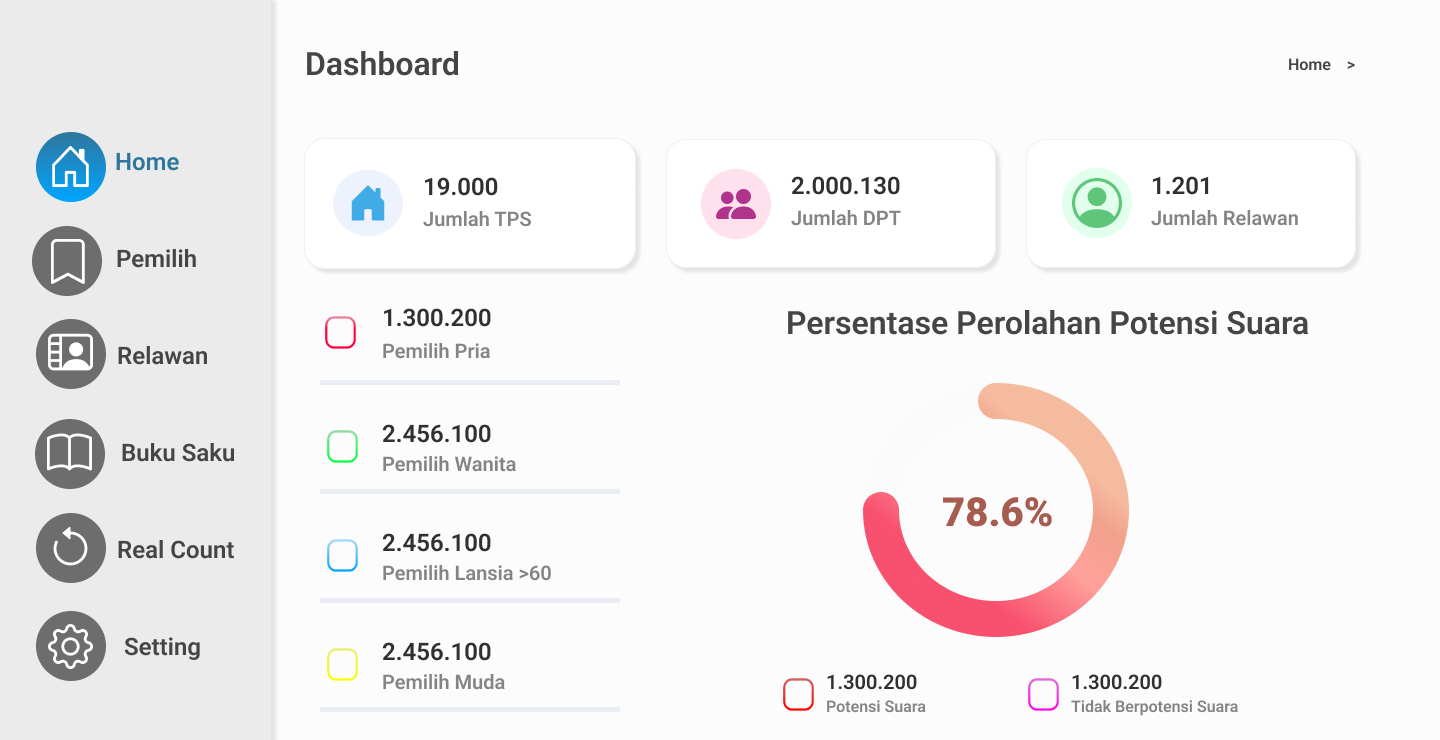 Dashboard
Home >
Home
Pemilih
Relawan
Buku Saku
Real Count
Setting
19.000
Jumlah TPS
2.000.130
Jumlah DPT
1.201
Jumlah Relawan
1.300.200
Pemilih Pria
2.456.100
Pemilih Wanita
2.456.100
Pemilih Lansia >60
2.456.100
Pemilih Muda
Persentase Perolahan Potensi Suara
78.6%
1.300.200
Potensi Suara
1.300.200
Tidak Berpotensi Suara